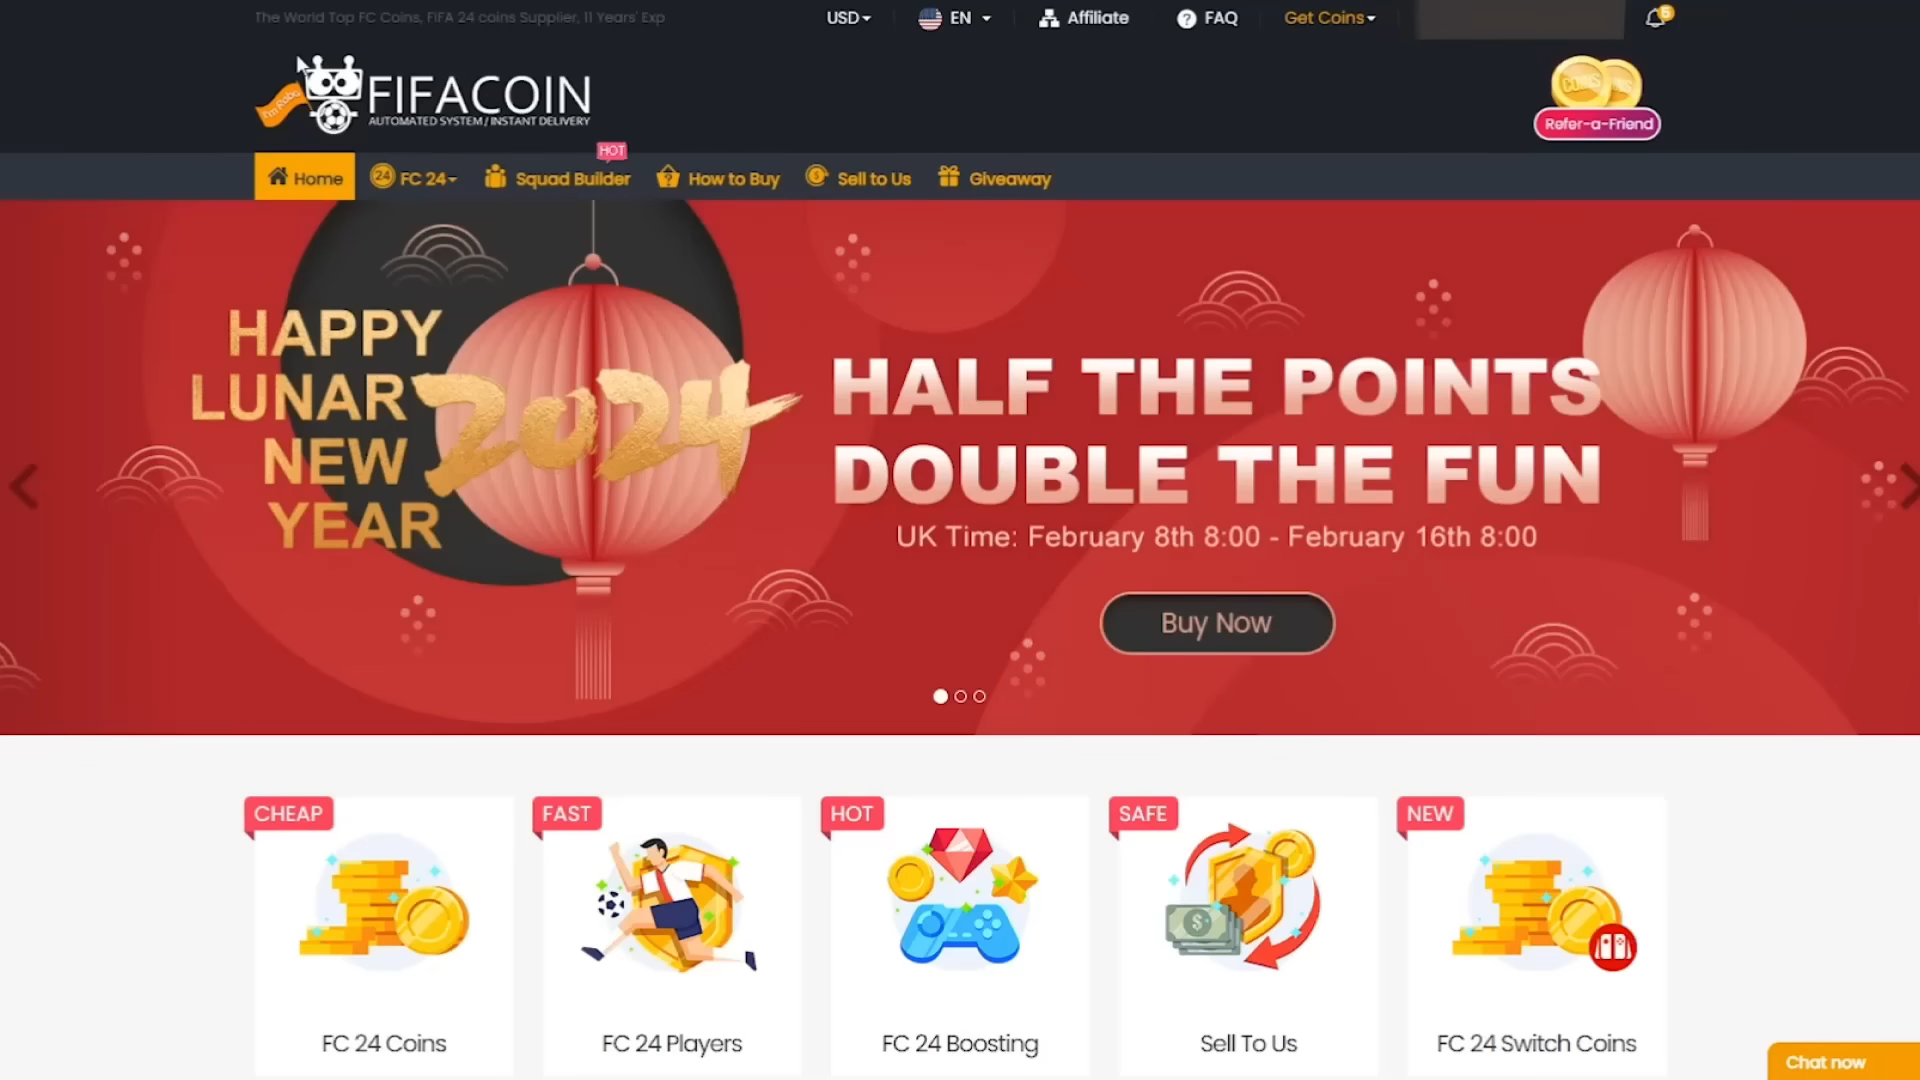 The World Top FC Coins, FIFA 24 coins Supplier, 11 Years' Exp
USD
EN
Affiliate
? FAQ
Get Coins
6
I'm Robo
FIFACOIN
AUTOMATED SYSTEM / INSTANT DELIVERY
COINS
Refer-a-Friend
HOT
Home
24 FC 24
Squad Builder
How to Buy
Sell to Us
Giveaway
HAPPY
LUNAR
NEW
YEAR
2024
HALF THE POINTS
DOUBLE THE FUN
UK Time: February 8th 8:00 - February 16th 8:00
Buy Now
CHEAP
FAST
HOT
SAFE
NEW
$
FC 24 Coins
FC 24 Players
FC 24 Boosting
Sell To Us
FC 24 Switch Coins
Chat now